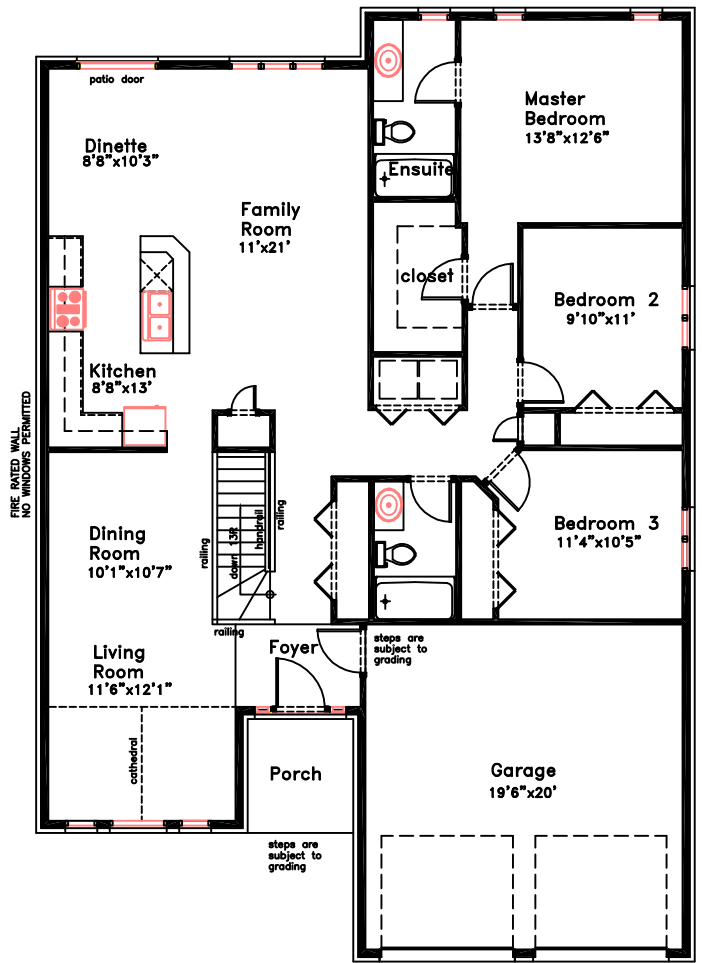 patio door
Master
Bedroom
13'8"x12'6"
Dinette
8'8"x10'3"
Ensuite
Family
Room
11'x21'
closet
Bedroom 2
9'10"x11'
Kitchen
8'8"x13'
FIRE RATED WALL
NO WINDOWS PERMITTED
railing
down 13R
handrail
railing
railing
Dining
Room
10'1"x10'7"
Bedroom 3
11'4"x10'5"
Foyer
steps are
subject to
grading
Living
Room
11'6"x12'1"
cathedral
Porch
Garage
19'6"x20'
steps are
subject to
grading